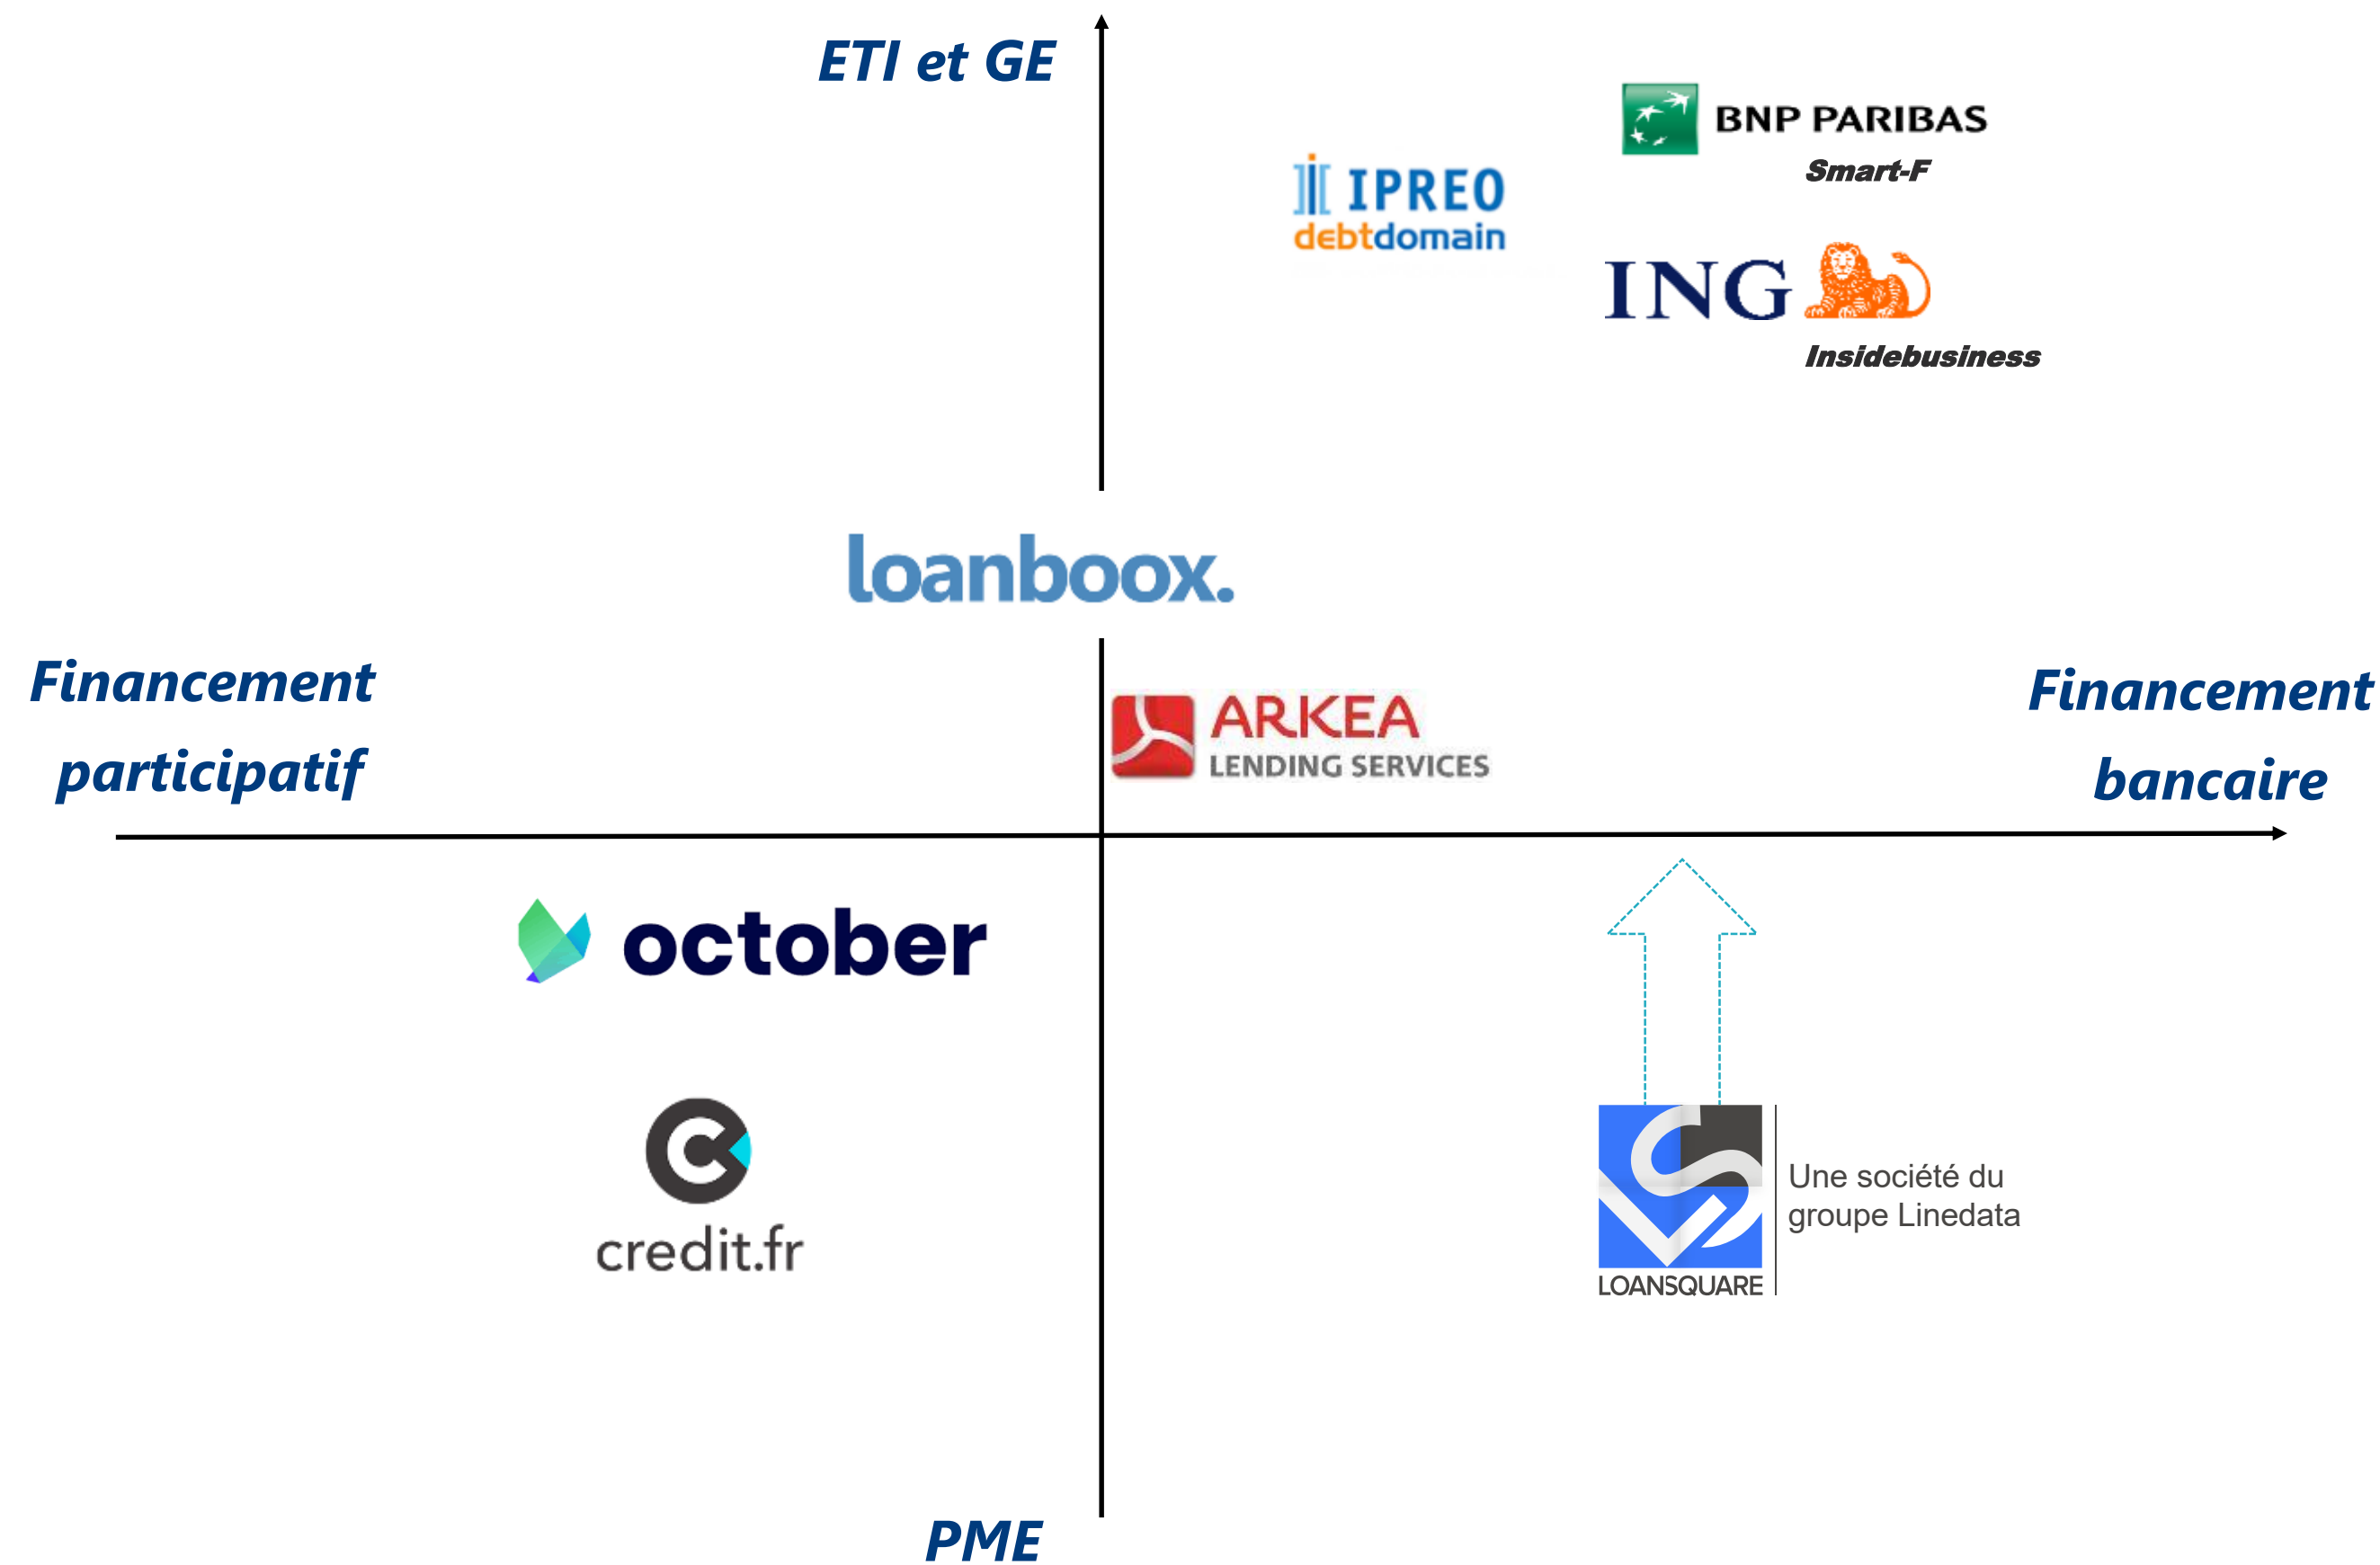 ETI et GE
BNP PARIBAS
Smart-F
IPREO
debtdomain
ING
Insidebusiness
loanboox.
Financement
participatif
ARKEA
LENDING SERVICES
Financement
bancaire
october
credit.fr
Une société du
groupe Linedata
LOANSQUARE
PME